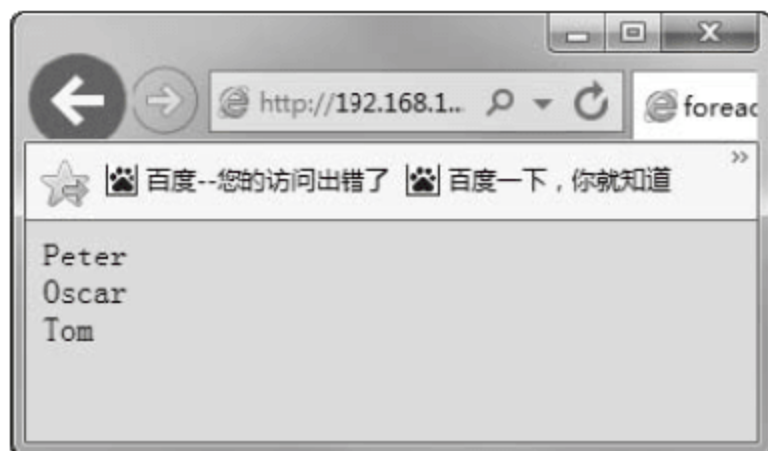 http://192.168.1...
foreac
百度--您的访问出错了 百度一下，你就知道
»
Peter
Oscar
Tom